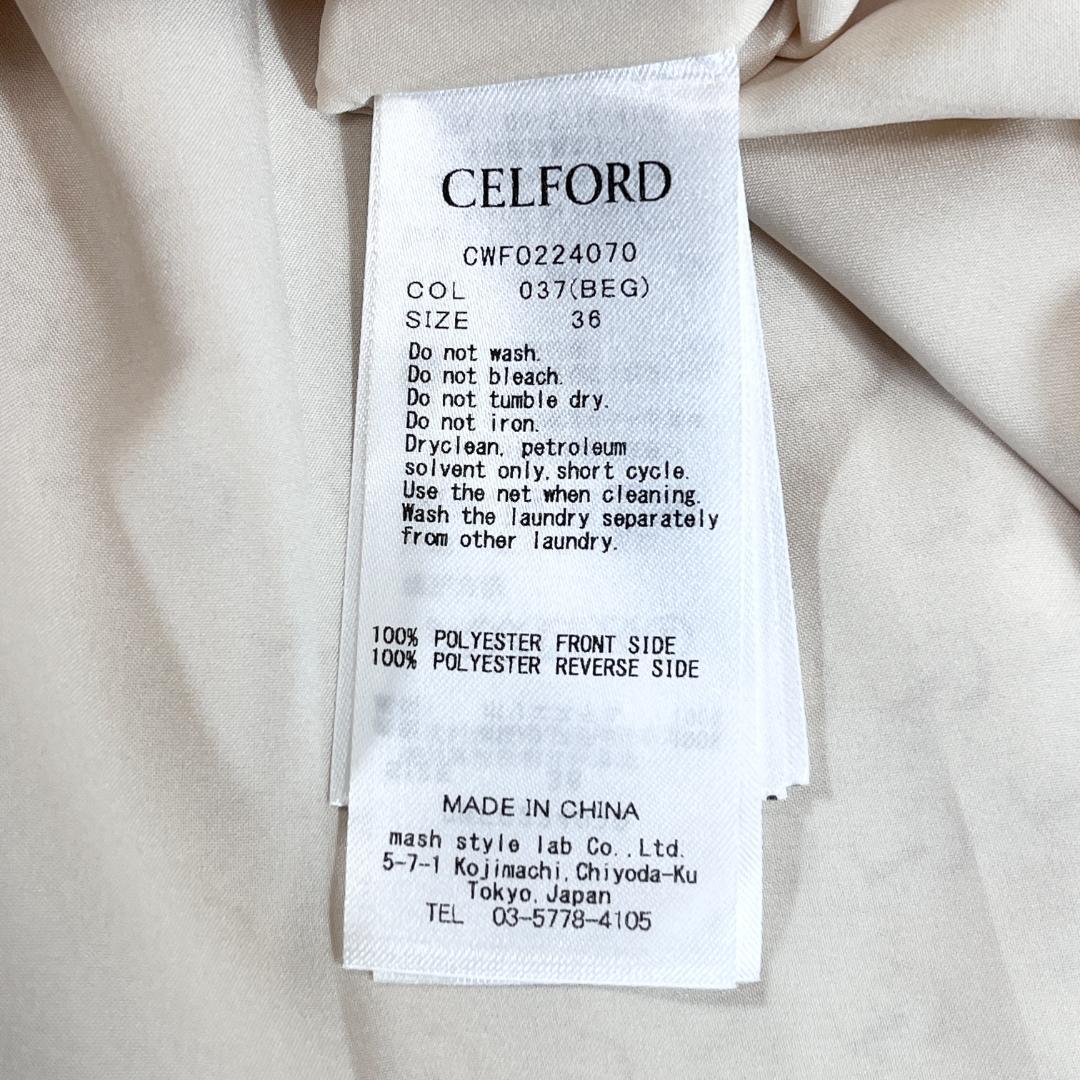 CELFORD
CWFO224070
COL 037(BEG)
SIZE 36
Do not wash.
Do not bleach.
Do not tumble dry.
Do not iron.
Dryclean, petroleum
solvent only, short cycle.
Use the net when cleaning.
Wash the laundry separately
from other laundry.
100% POLYESTER FRONT SIDE
100% POLYESTER REVERSE SIDE
MADE IN CHINA
mash style lab Co.,Ltd.
5-7-1 Kojimachi, Chiyoda-Ku
Tokyo, Japan
TEL 03-5778-4105